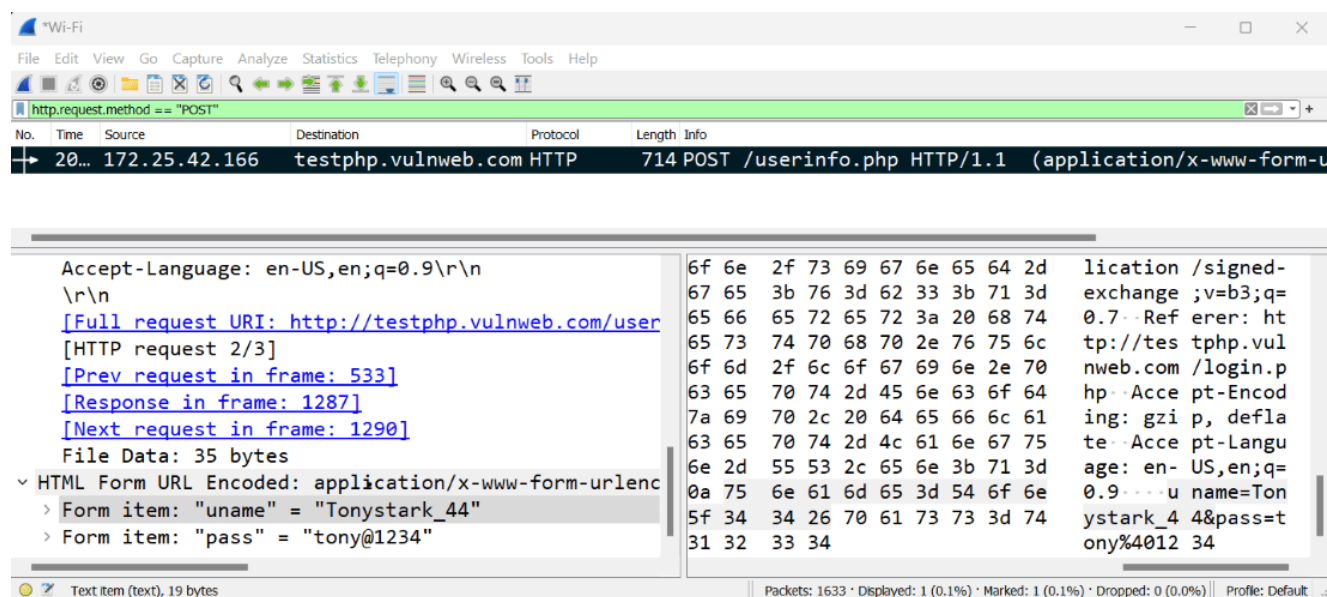 *Wi-Fi
File Edit View Go Capture Analyze Statistics Telephony Wireless Tools Help
http.request.method == "POST"
No. Time Source Destination Protocol Length Info
20… 172.25.42.166 testphp.vulnweb.com HTTP 714 POST /userinfo.php HTTP/1.1 (application/x-www-form-u
Accept-Language: en-US,en;q=0.9\r\n
\r\n
[Full request URI: http://testphp.vulnweb.com/user
[HTTP request 2/3]
[Prev request in frame: 533]
[Response in frame: 1287]
[Next request in frame: 1290]
File Data: 35 bytes
HTML Form URL Encoded: application/x-www-form-urlenc
Form item: "uname" = "Tonystark_44"
Form item: "pass" = "tony@1234"
6f 6e 2f 73 69 67 6e 65 64 2d lication /signed-
67 65 3b 76 3d 62 33 3b 71 3d exchange ;v=b3;q=
65 66 65 72 65 72 3a 20 68 74 0.7··Ref erer: ht
65 73 74 70 68 70 2e 76 75 6c tp://tes tphp.vul
6f 6d 2f 6c 6f 67 69 6e 2e 70 nweb.com /login.p
63 65 70 74 2d 45 6e 63 6f 64 hp··Acce pt-Encod
7a 69 70 2c 20 64 65 66 6c 61 ing: gzi p, defla
63 65 70 74 2d 4c 61 6e 67 75 te··Acce pt-Langu
6e 2d 55 53 2c 65 6e 3b 71 3d age: en- US,en;q=
0a 75 6e 61 6d 65 3d 54 6f 6e 0.9····u name=Ton
5f 34 34 26 70 61 73 73 3d 74 ystark_4 4&pass=t
31 32 33 34 ony%4012 34
Text item (text), 19 bytes
Packets: 1633 · Displayed: 1 (0.1%) · Marked: 1 (0.1%) · Dropped: 0 (0.0%)
Profile: Default